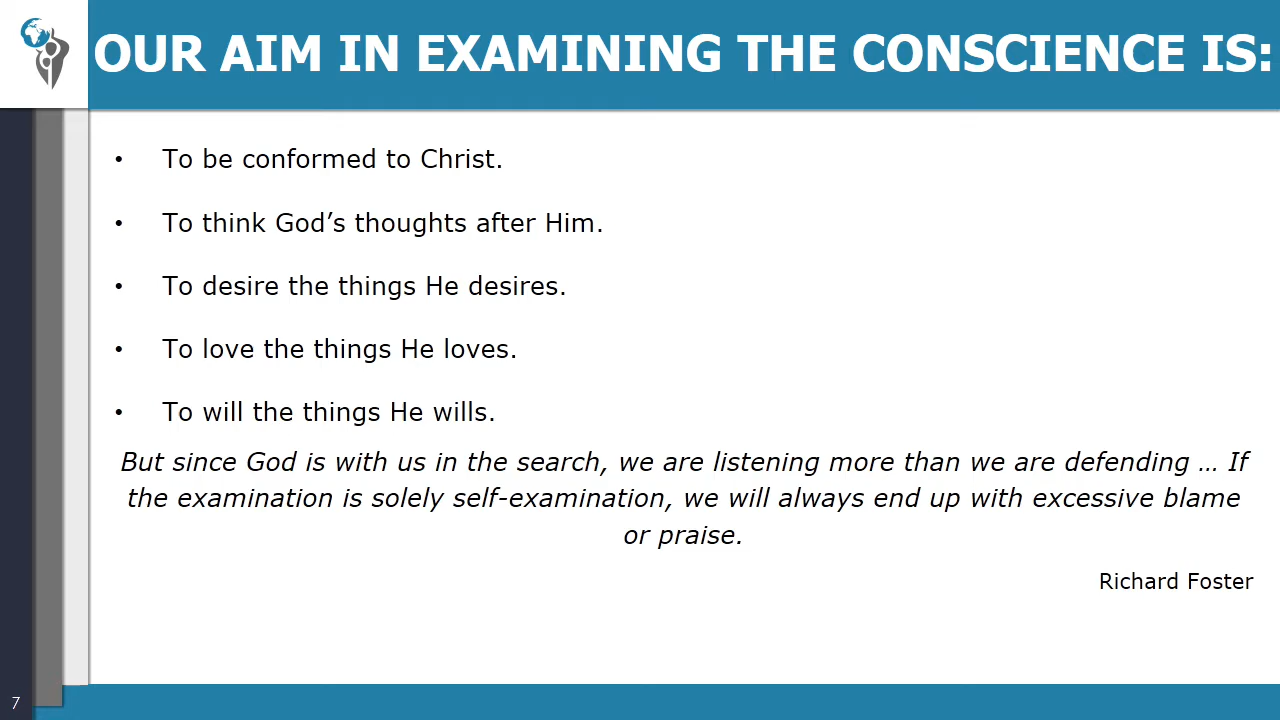 OUR AIM IN EXAMINING THE CONSCIENCE IS:
• To be conformed to Christ.
• To think God’s thoughts after Him.
• To desire the things He desires.
• To love the things He loves.
• To will the things He wills.
But since God is with us in the search, we are listening more than we are defending … If
the examination is solely self-examination, we will always end up with excessive blame
or praise.
Richard Foster
7